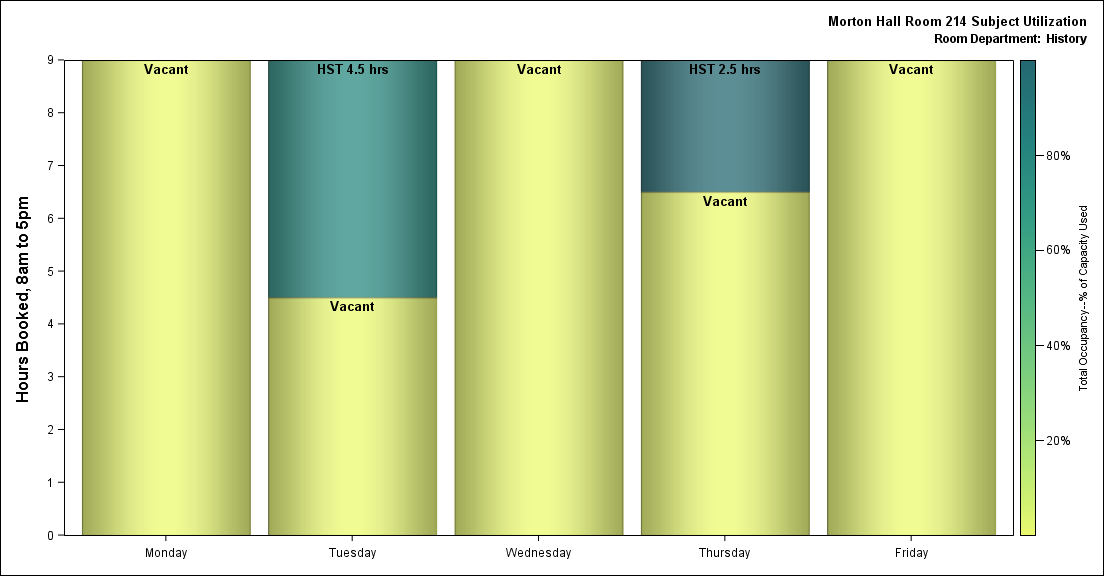 Morton Hall Room 214 Subject Utilization
Room Department: History
Hours Booked, 8am to 5pm
9
8
7
6
5
4
3
2
1
0
Vacant
HST 4.5 hrs
Vacant
Vacant
HST 2.5 hrs
Vacant
Vacant
Monday
Tuesday
Wednesday
Thursday
Friday
80%
60%
40%
20%
Total Occupancy--% of Capacity Used